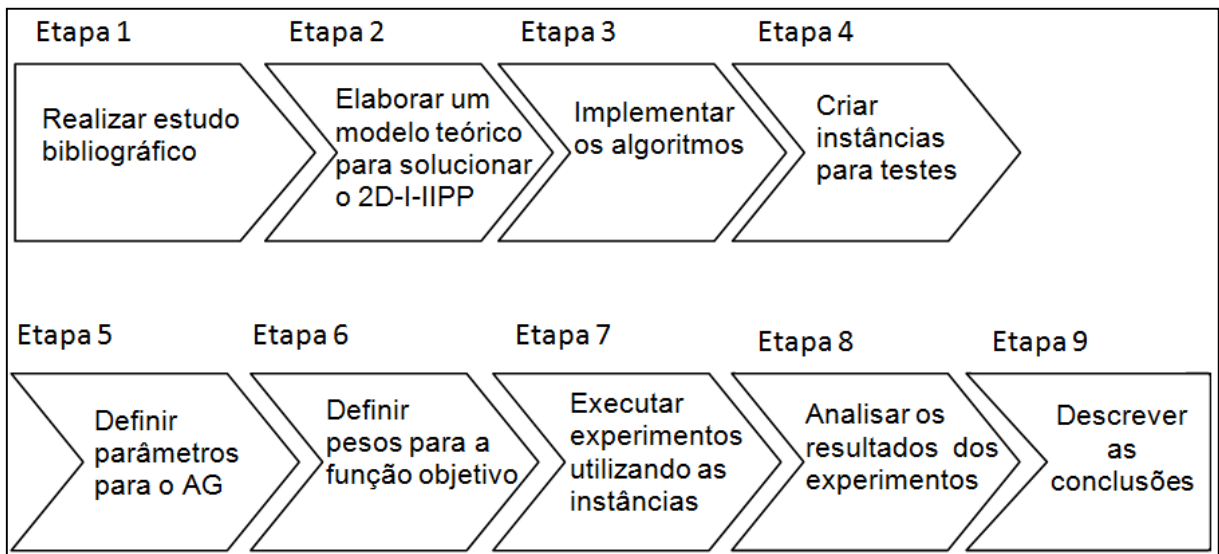 Etapa 1
Realizar estudo
bibliográfico
Etapa 2
Elaborar um
modelo teórico
para solucionar
o 2D-I-IIPP
Etapa 3
Implementar
os algoritmos
Etapa 4
Criar
instâncias
para testes
Etapa 5
Definir
parâmetros
para o AG
Etapa 6
Definir
pesos para a
função objetivo
Etapa 7
Executar
experimentos
utilizando as
instâncias
Etapa 8
Analisar os
resultados dos
experimentos
Etapa 9
Descrever
as
conclusões